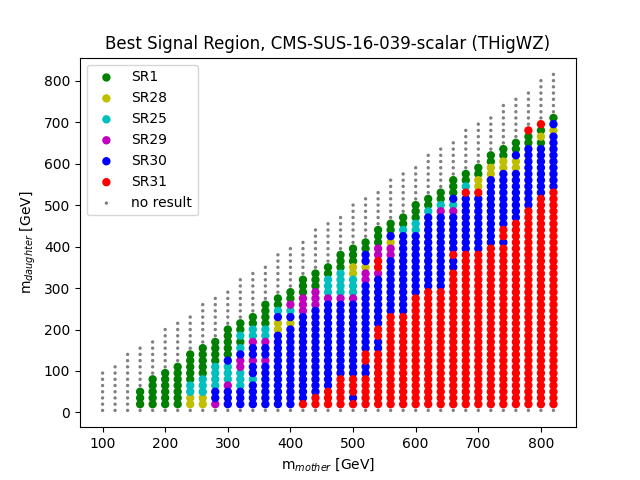 Best Signal Region, CMS-SUS-16-039-scalar (THigWZ)
SR1
SR28
SR25
SR29
SR30
SR31
no result
800
700
600
500
400
300
200
100
0
m_daughter [GeV]
100 200 300 400 500 600 700 800
m_mother [GeV]